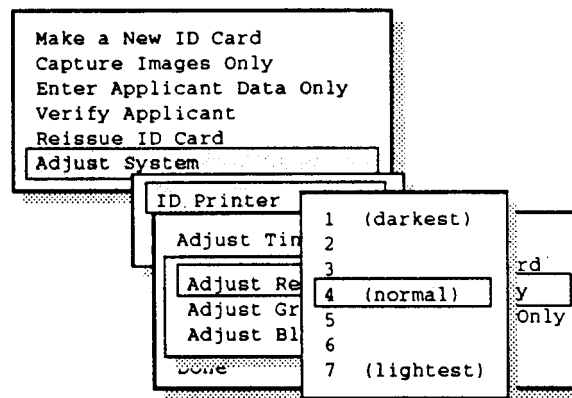 Make a New ID Card
Capture Images Only
Enter Applicant Data Only
Verify Applicant
Reissue ID Card
Adjust System
ID Printer
Adjust Tin
Adjust Re
Adjust Gr
Adjust Bl
Done
1 (darkest)
2
3
4 (normal)
5
6
7 (lightest)
rd
y
Only